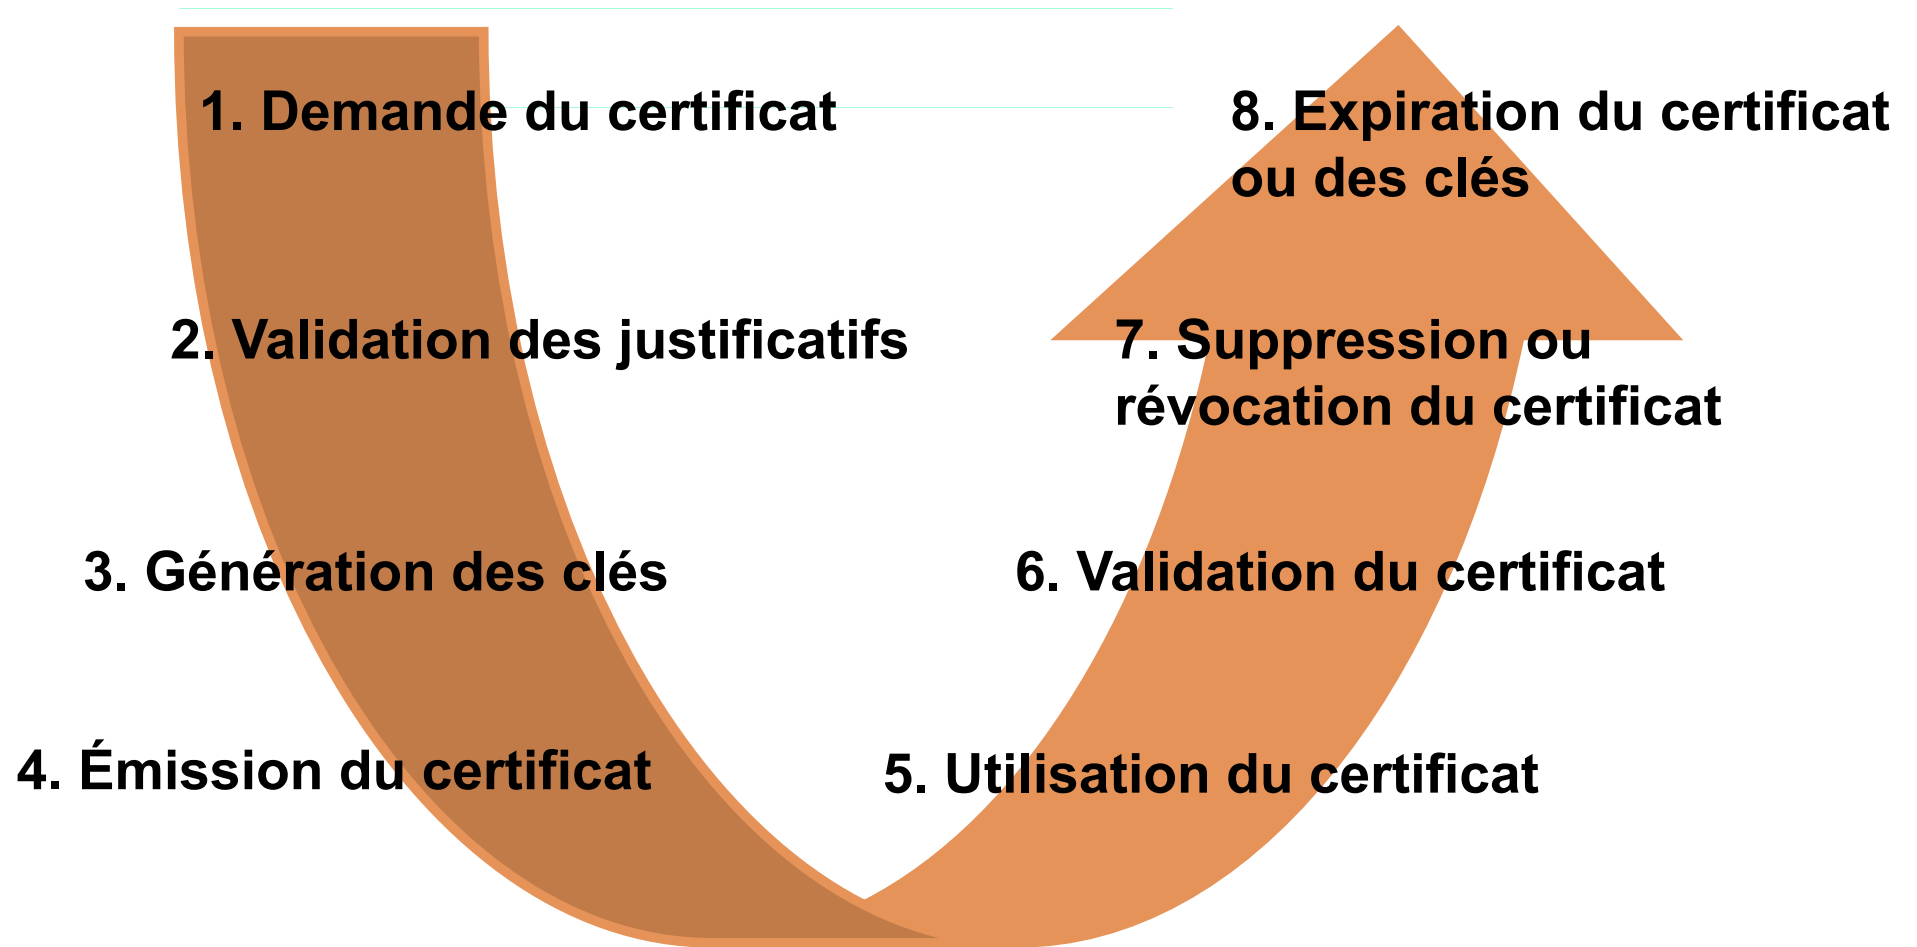 1. Demande du certificat
2. Validation des justificatifs
3. Génération des clés
4. Émission du certificat
5. Utilisation du certificat
6. Validation du certificat
7. Suppression ou
révocation du certificat
8. Expiration du certificat
ou des clés